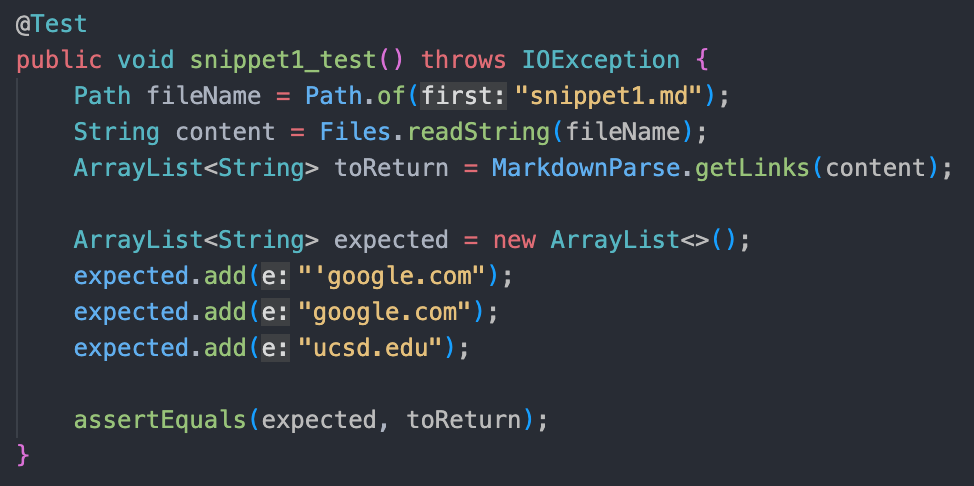 @Test
public void snippet1_test() throws IOException {
Path fileName = Path.of(first: "snippet1.md");
String content = Files.readString(fileName);
ArrayList<String> toReturn = MarkdownParse.getLinks(content);
ArrayList<String> expected = new ArrayList<>();
expected.add(e: "'google.com");
expected.add(e: "google.com");
expected.add(e: "ucsd.edu");
assertEquals(expected, toReturn);
}